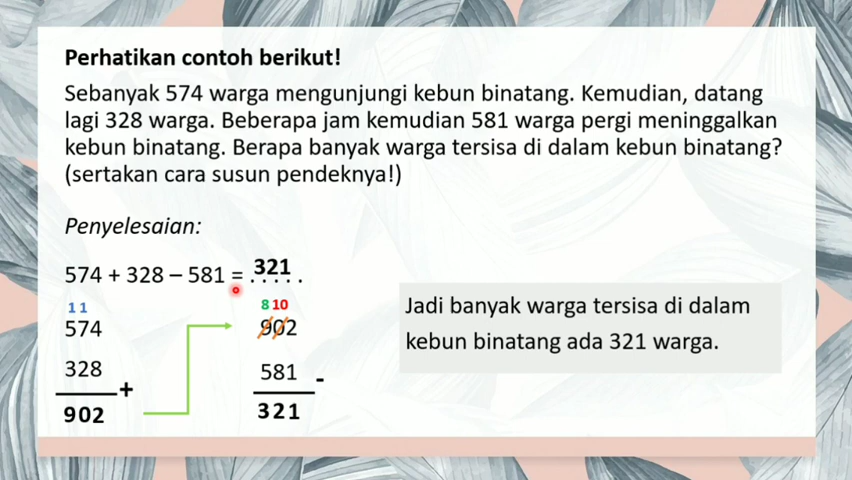 Perhatikan contoh berikut!
Sebanyak 574 warga mengunjungi kebun binatang. Kemudian, datang
lagi 328 warga. Beberapa jam kemudian 581 warga pergi meninggalkan
kebun binatang. Berapa banyak warga tersisa di dalam kebun binatang?
(sertakan cara susun pendeknya!)
Penyelesaian:
574 + 328 – 581 = 321
. . . . .
1 1
574
328
+
902
8 10
902
581
-
321
Jadi banyak warga tersisa di dalam
kebun binatang ada 321 warga.